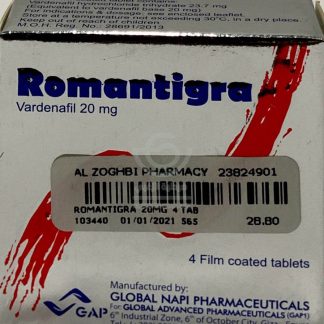 Vardenafil hydrochloride trihydrate 23.7 mg
(Equivalent to vardenafil base 20 mg)
Store at a temperature not exceeding 30°C, in a dry place.
Keep out of reach of children
M.O.H. Reg. No
Romantigra
Vardenafil 20 mg
AL ZOGHBI PHARMACY 23824901
ROMANTIGRA 20MG 4 TAB
103440 01/01/2021 565
28.80
4 Film coated tablets
Manufactured by:
GLOBAL NAPI PHARMACEUTICALS
For GLOBAL ADVANCED PHARMACEUTICALS (GAP1)
6th Industrial Zone, 6th of October City, Giza
GAP